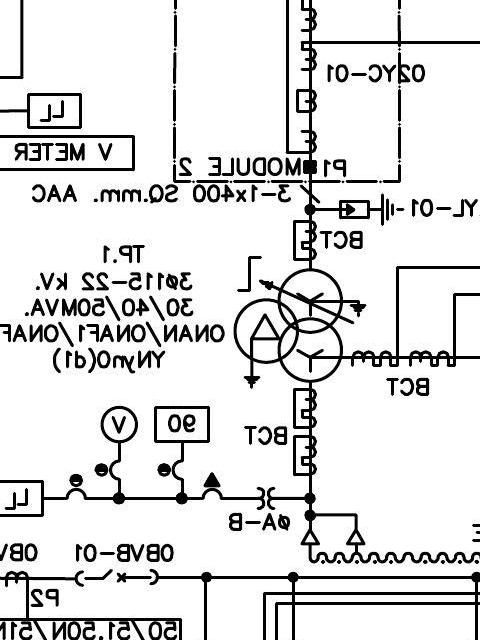 02YC-01
LL
V METER
P1
MODULE 2
3-1x400 SQ.mm. AAC
YL-01
BCT
TP.1
3ø115-22 kV.
30/40/50MVA.
ONAN/ONAF1/ONAF
YNyn0(d1)
BCT
V
90
BCT
LL
øA-B
0BVB-01
0BV
P2
50/51,50N/51N